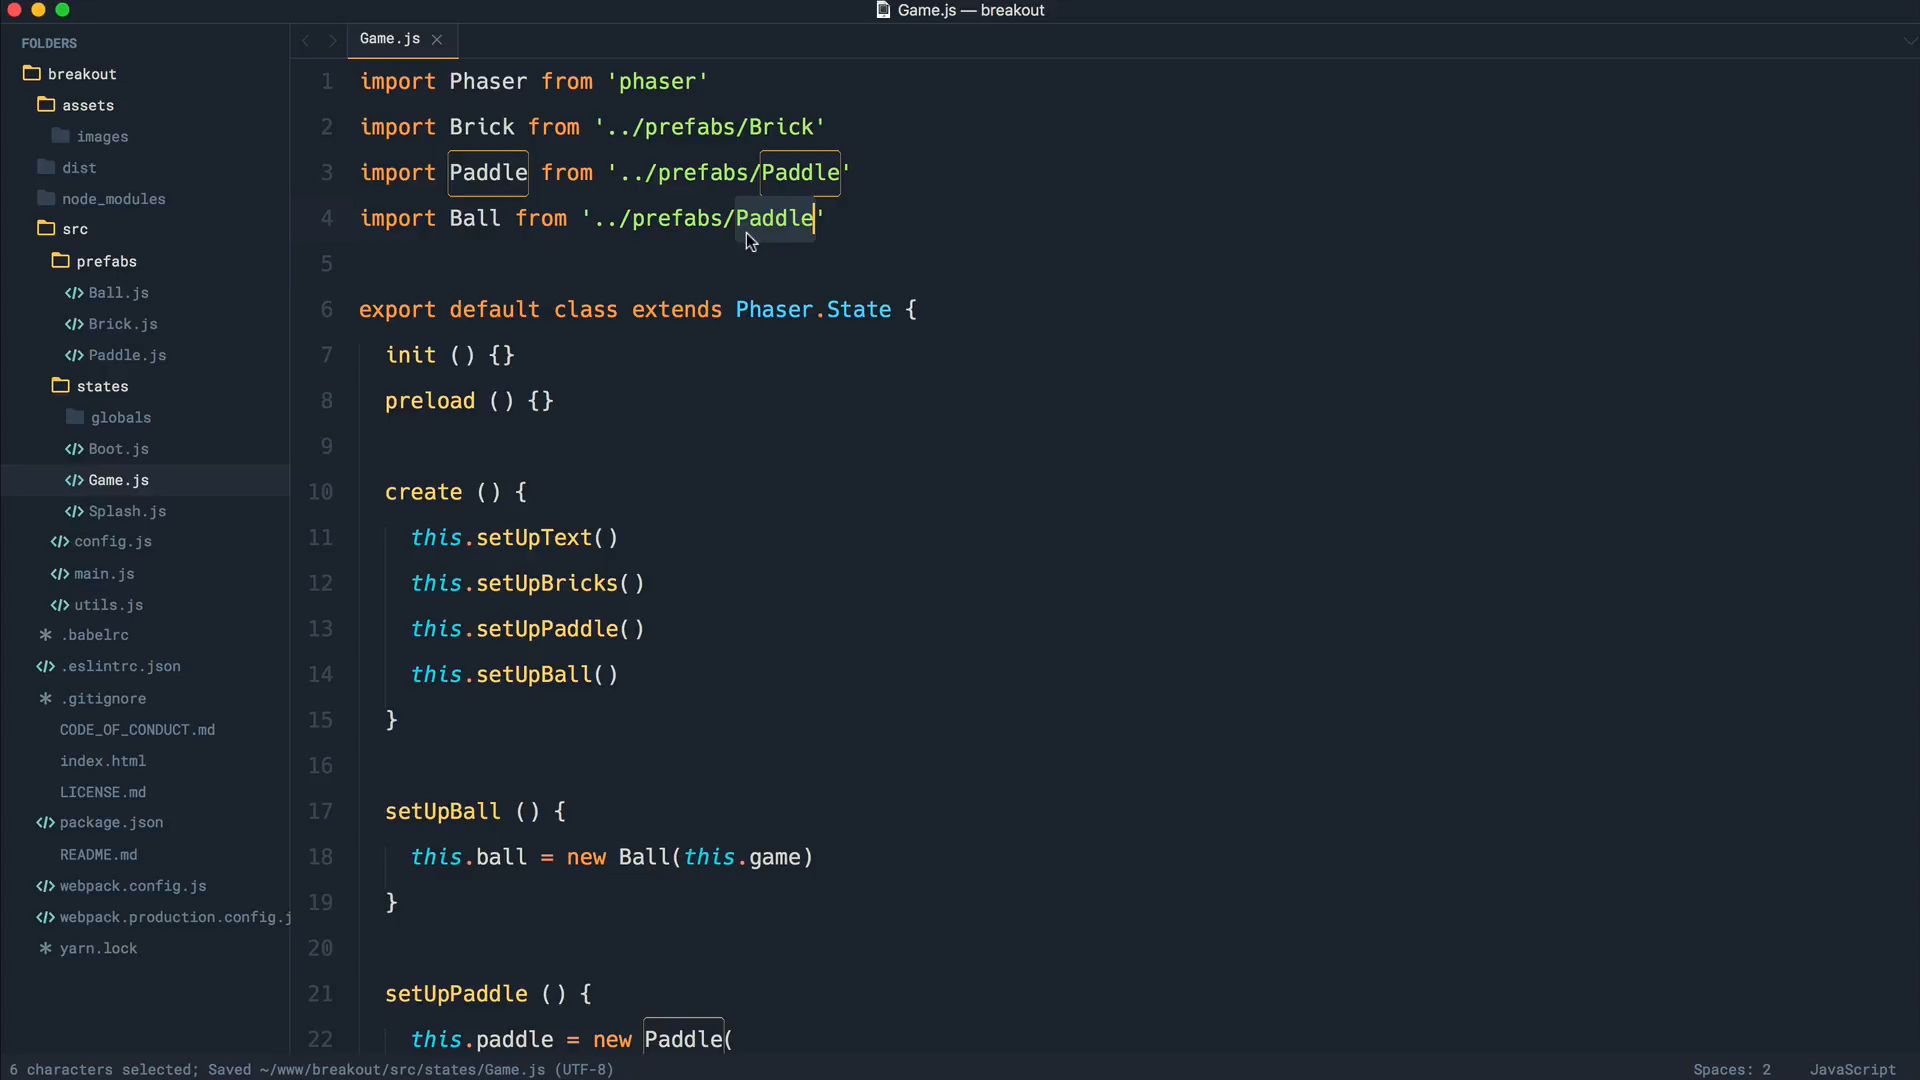 Game.js — breakout
FOLDERS
breakout
assets
images
dist
node_modules
src
prefabs
Ball.js
Brick.js
Paddle.js
states
globals
Boot.js
Game.js
Splash.js
config.js
main.js
utils.js
.babelrc
.eslintrc.json
.gitignore
CODE_OF_CONDUCT.md
index.html
LICENSE.md
package.json
README.md
webpack.config.js
webpack.production.config.j
yarn.lock
Game.js
1 import Phaser from 'phaser'
2 import Brick from '../prefabs/Brick'
3 import Paddle from '../prefabs/Paddle'
4 import Ball from '../prefabs/Paddle'
5
6 export default class extends Phaser.State {
7 init () {}
8 preload () {}
9
10 create () {
11 this.setUpText()
12 this.setUpBricks()
13 this.setUpPaddle()
14 this.setUpBall()
15 }
16
17 setUpBall () {
18 this.ball = new Ball(this.game)
19 }
20
21 setUpPaddle () {
22 this.paddle = new Paddle(
6 characters selected; Saved ~/www/breakout/src/states/Game.js (UTF-8)
Spaces: 2
JavaScript